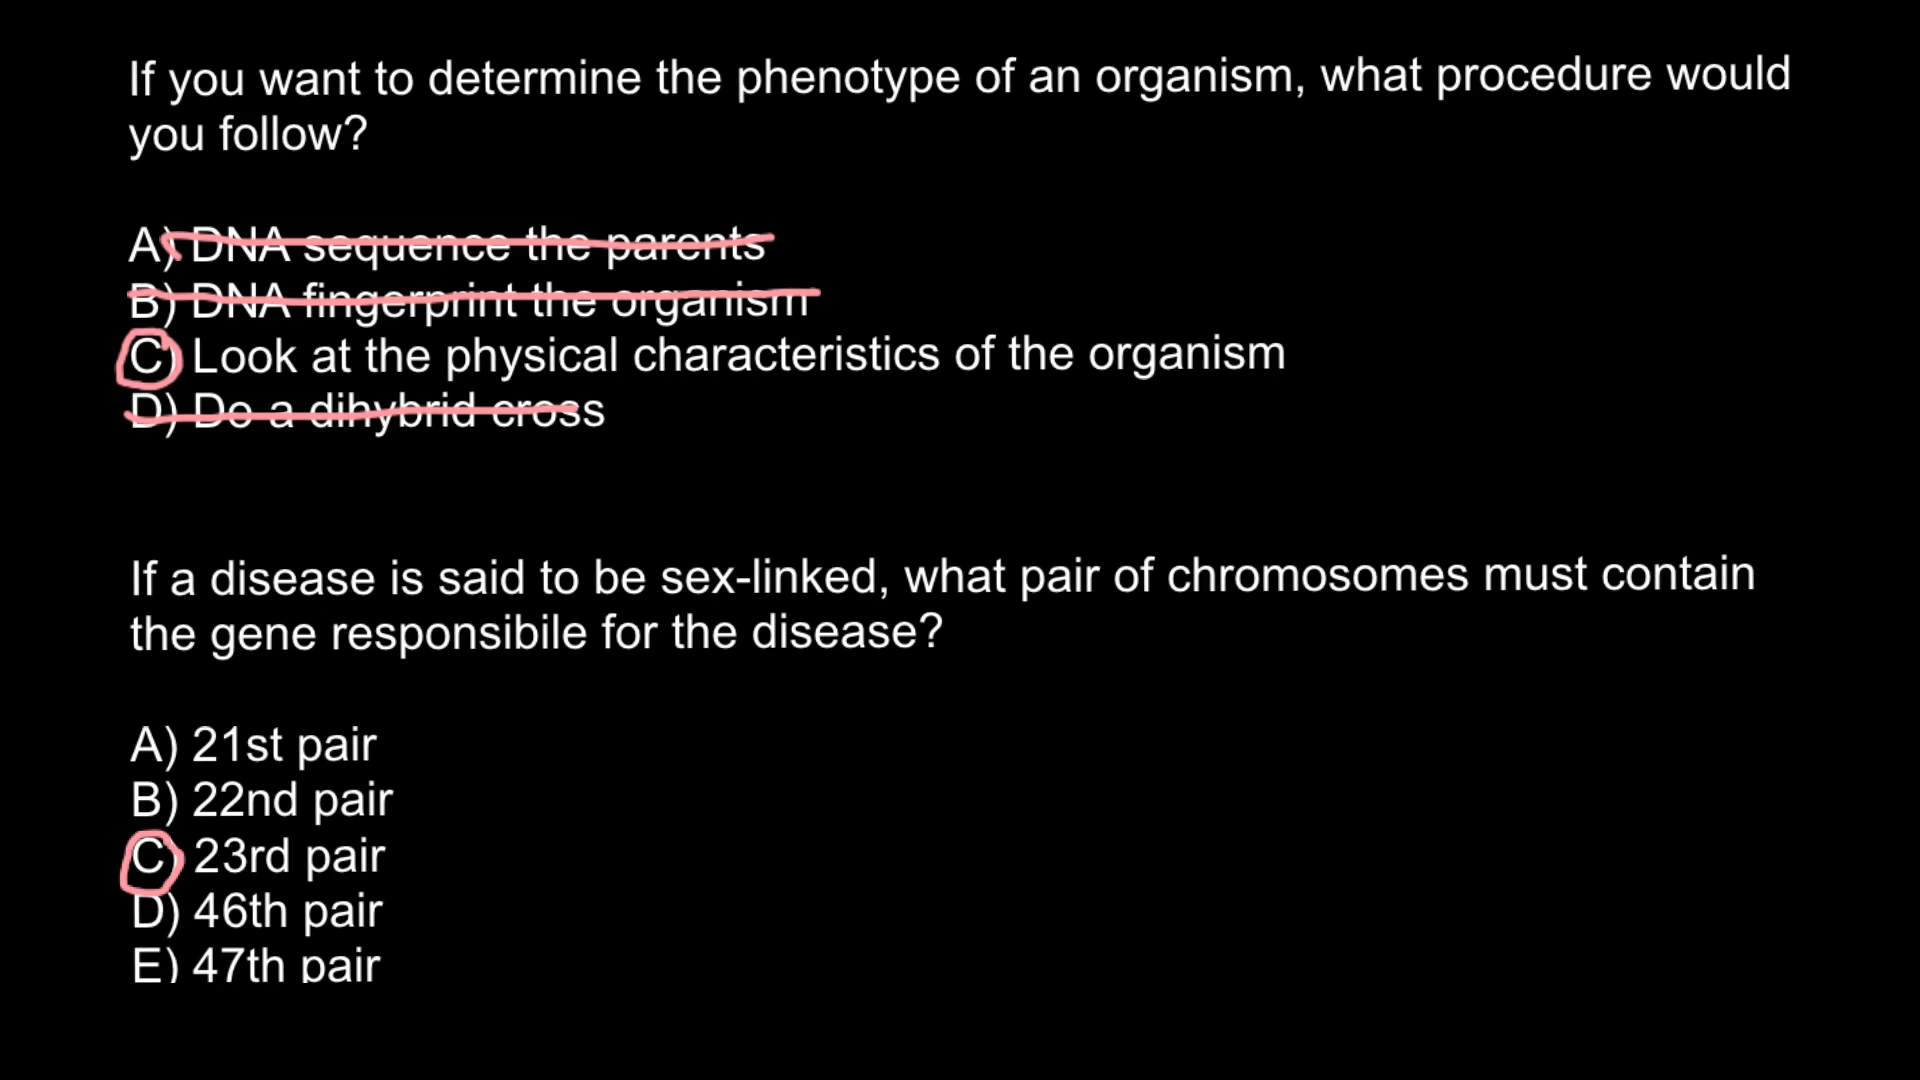 If you want to determine the phenotype of an organism, what procedure would
you follow?
A) DNA sequence the parents
B) DNA fingerprint the organism
C) Look at the physical characteristics of the organism
D) Do a dihybrid cross
If a disease is said to be sex-linked, what pair of chromosomes must contain
the gene responsibile for the disease?
A) 21st pair
B) 22nd pair
C) 23rd pair
D) 46th pair
E) 47th pair